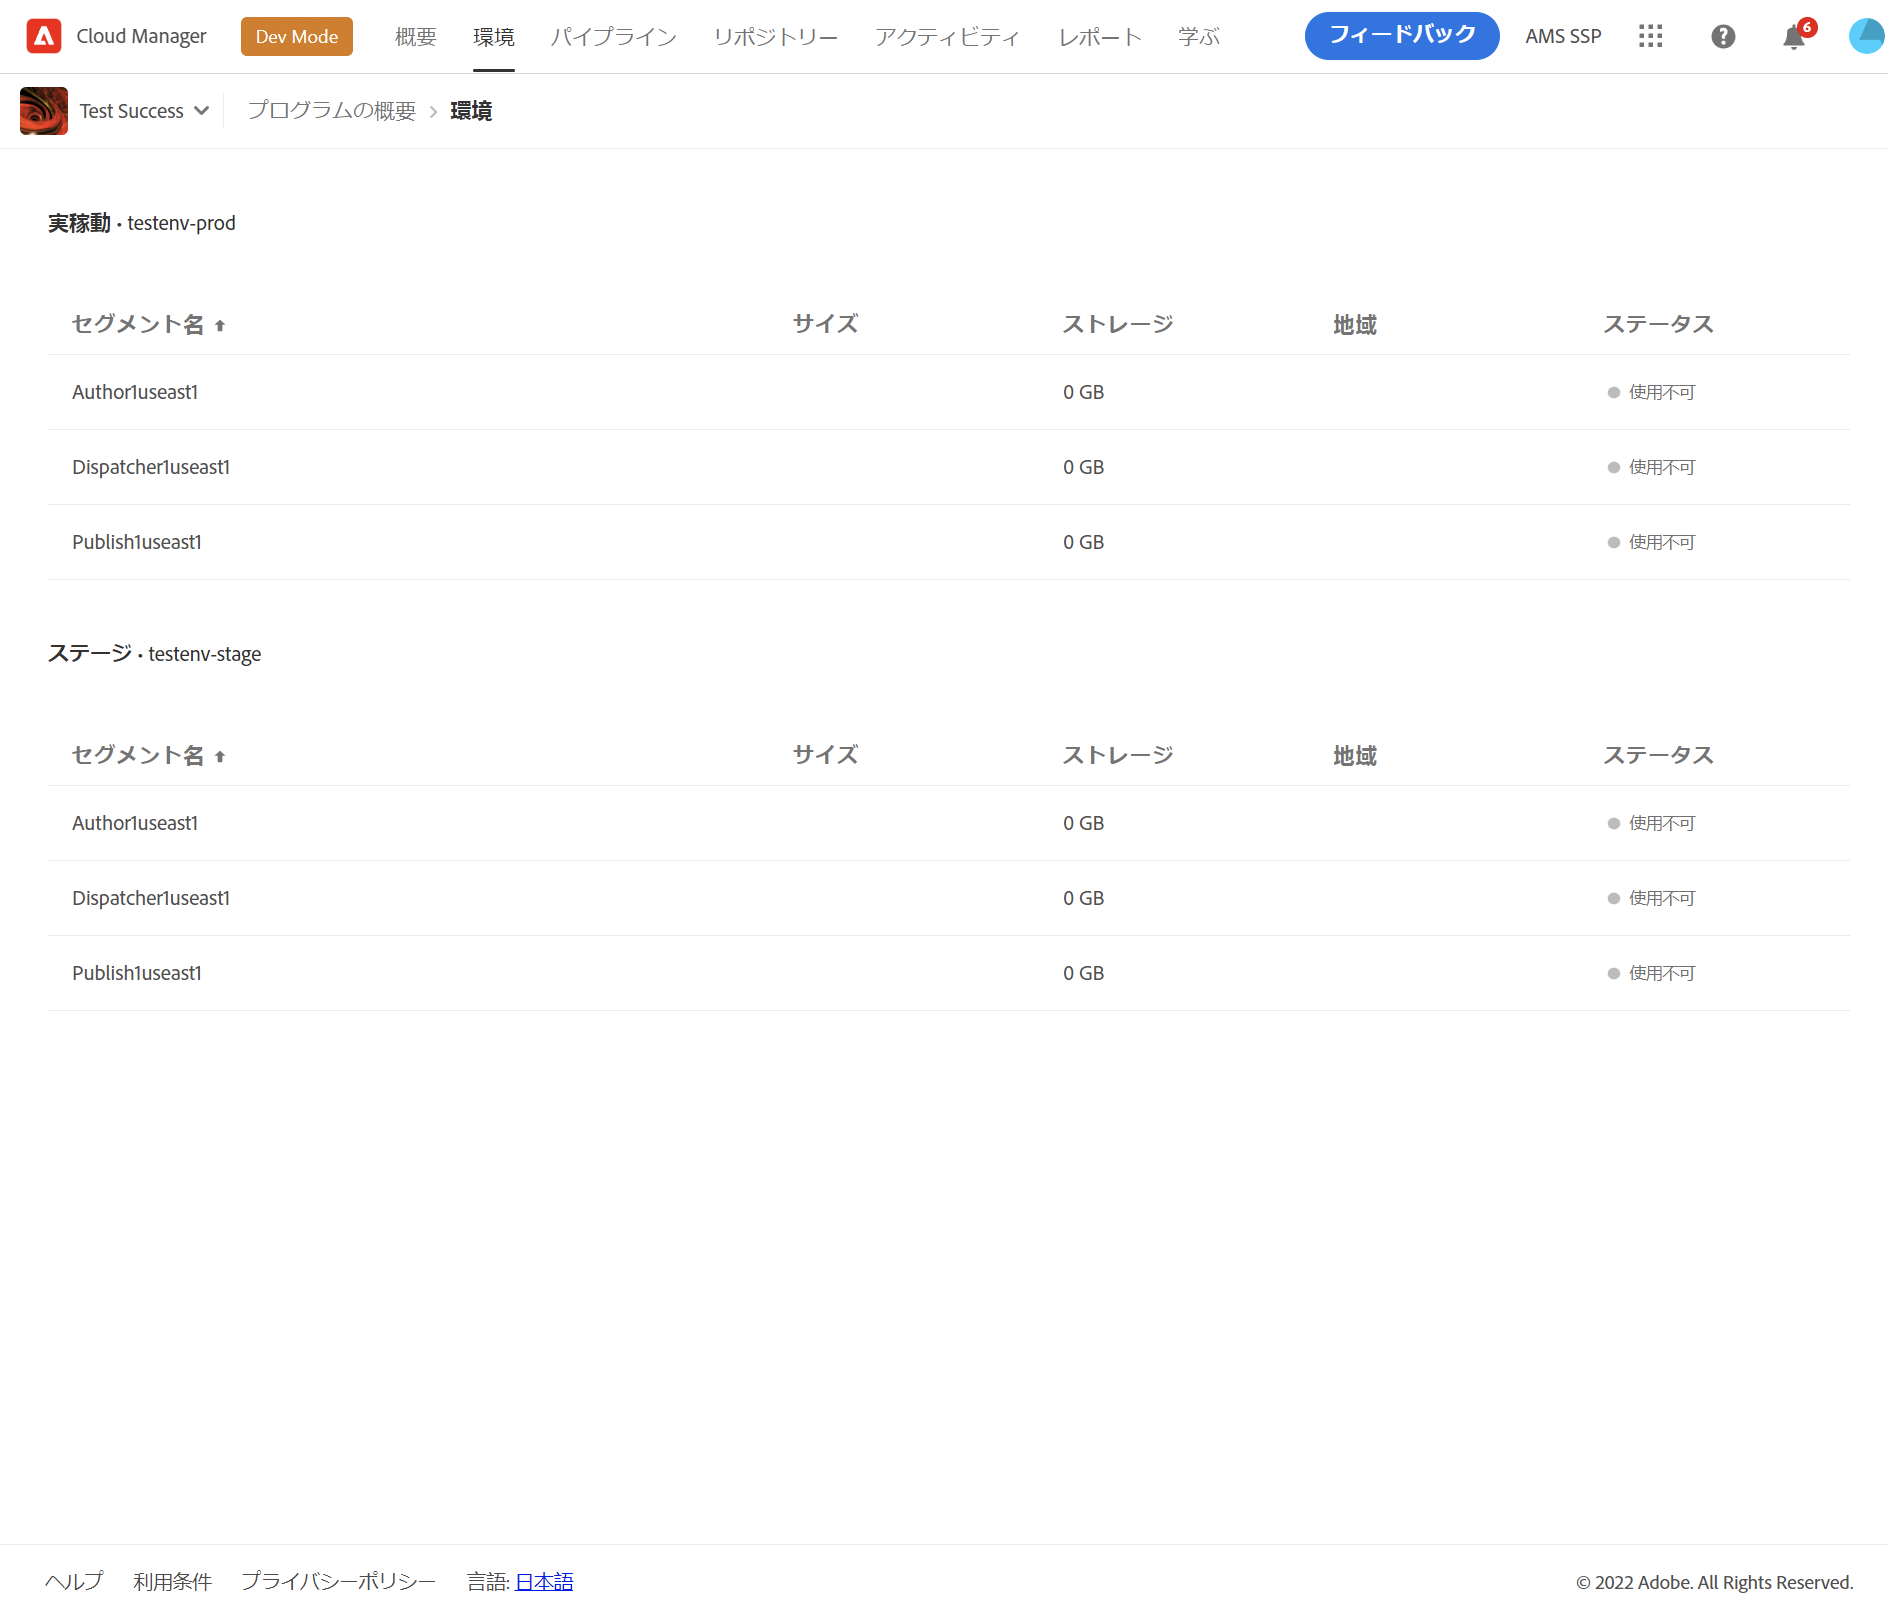 Cloud Manager Dev Mode 概要 環境 パイプライン リポジトリー アクティビティ レポート 学ぶ フィードバック AMS SSP 6
Test Success プログラムの概要 › 環境
実稼動 • testenv-prod
セグメント名 サイズ ストレージ 地域 ステータス
Author1useast1 0 GB 使用不可
Dispatcher1useast1 0 GB 使用不可
Publish1useast1 0 GB 使用不可
ステージ • testenv-stage
セグメント名 サイズ ストレージ 地域 ステータス
Author1useast1 0 GB 使用不可
Dispatcher1useast1 0 GB 使用不可
Publish1useast1 0 GB 使用不可
ヘルプ 利用条件 プライバシーポリシー 言語: 日本語 © 2022 Adobe. All Rights Reserved.